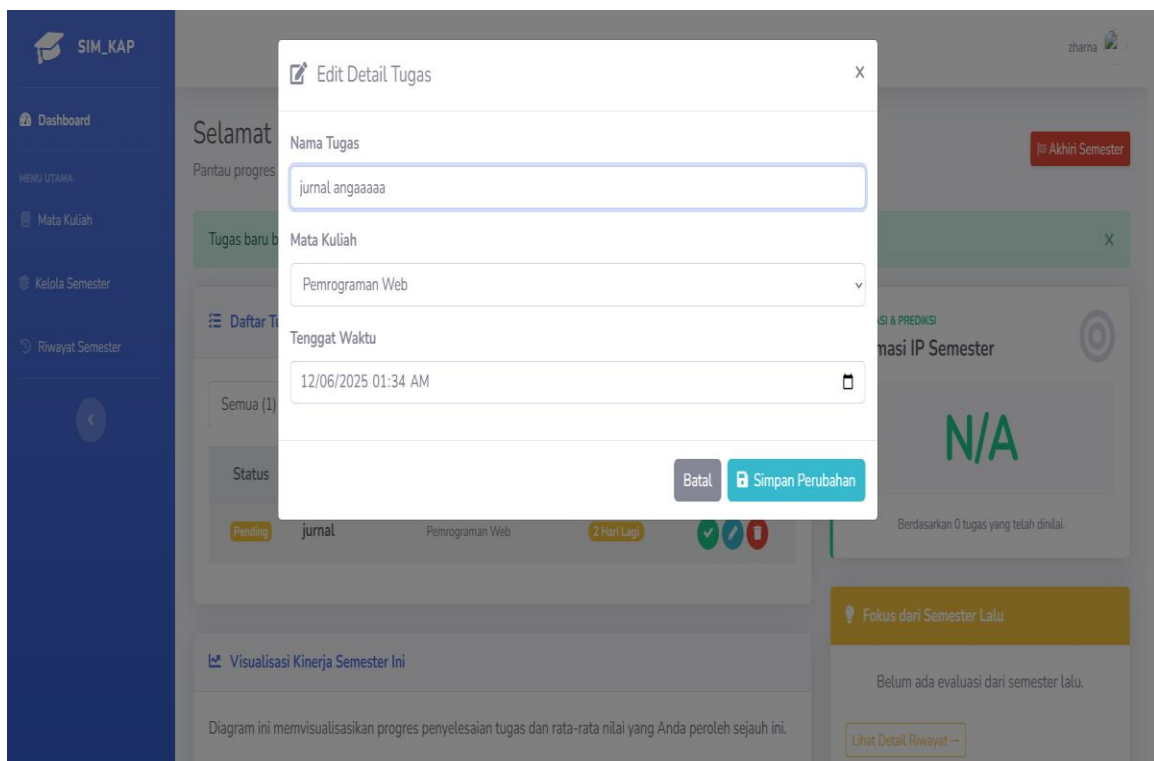 SIM_KAP
zharna
Dashboard
MENU UTAMA
Mata Kuliah
Kelola Semester
Riwayat Semester
Edit Detail Tugas
X
Nama Tugas
jurnal angaaaaa
Mata Kuliah
Pemrograman Web
Tenggat Waktu
12/06/2025 01:34 AM
Batal
Simpan Perubahan
Selamat
Pantau progres
Akhiri Semester
Tugas baru
X
Daftar
Semua (1)
Status
Pending
jurnal
Pemrograman Web
2 Hari Lagi
& PREDIKSI
IP Semester
N/A
Berdasarkan 0 tugas yang telah dinilai.
Visualisasi Kinerja Semester Ini
Diagram ini memvisualisasikan progres penyelesaian tugas dan rata-rata nilai yang Anda peroleh sejauh ini.
Fokus dari Semester Lalu
Belum ada evaluasi dari semester lalu.
Lihat Detail Riwayat →